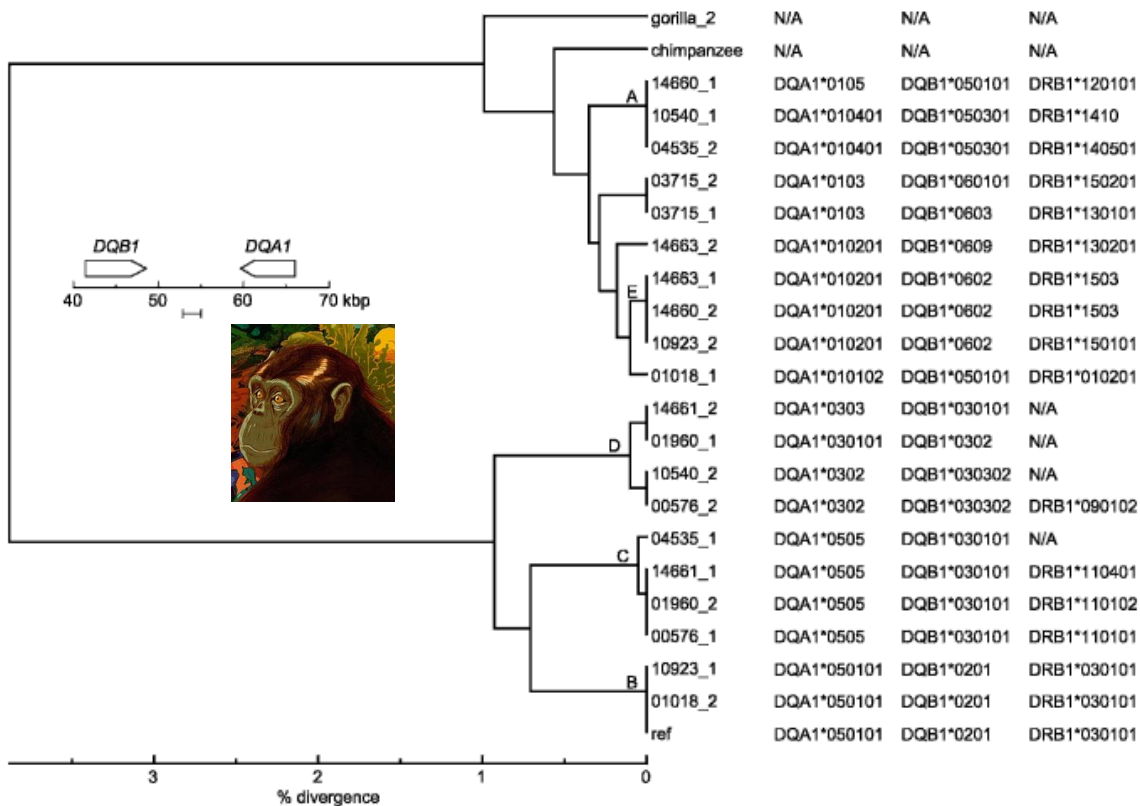 gorilla_2 N/A N/A N/A
chimpanzee N/A N/A N/A
A 14660_1 DQA1*0105 DQB1*050101 DRB1*120101
10540_1 DQA1*010401 DQB1*050301 DRB1*1410
04535_2 DQA1*010401 DQB1*050301 DRB1*140501
03715_2 DQA1*0103 DQB1*060101 DRB1*150201
03715_1 DQA1*0103 DQB1*0603 DRB1*130101
DQB1 DQA1
14663_2 DQA1*010201 DQB1*0609 DRB1*130201
14663_1 DQA1*010201 DQB1*0602 DRB1*1503
40 50 60 70 kbp
E 14660_2 DQA1*010201 DQB1*0602 DRB1*1503
10923_2 DQA1*010201 DQB1*0602 DRB1*150101
01018_1 DQA1*010102 DQB1*050101 DRB1*010201
14661_2 DQA1*0303 DQB1*030101 N/A
D 01960_1 DQA1*030101 DQB1*0302 N/A
10540_2 DQA1*0302 DQB1*030302 N/A
00576_2 DQA1*0302 DQB1*030302 DRB1*090102
04535_1 DQA1*0505 DQB1*030101 N/A
C 14661_1 DQA1*0505 DQB1*030101 DRB1*110401
01960_2 DQA1*0505 DQB1*030101 DRB1*110102
00576_1 DQA1*0505 DQB1*030101 DRB1*110101
10923_1 DQA1*050101 DQB1*0201 DRB1*030101
B 01018_2 DQA1*050101 DQB1*0201 DRB1*030101
ref DQA1*050101 DQB1*0201 DRB1*030101
3 2 1 0
% divergence